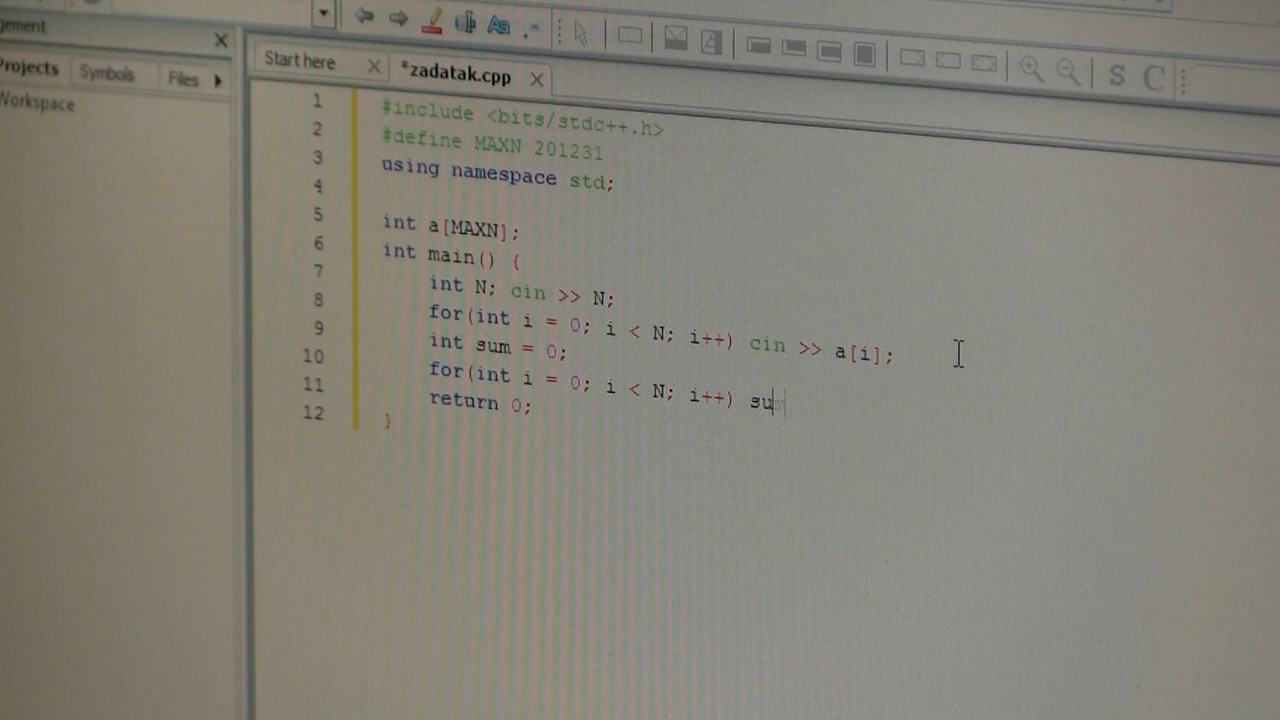 gement
Projects Symbols Files
Workspace
Start here *zadatak.cpp
S C
1 #include <bits/stdc++.h>
2 #define MAXN 201231
3 using namespace std;
4
5 int a[MAXN];
6 int main() {
7 int N; cin >> N;
8 for(int i = 0; i < N; i++) cin >> a[i];
9 int sum = 0;
10 for(int i = 0; i < N; i++) su
11 return 0;
12 }